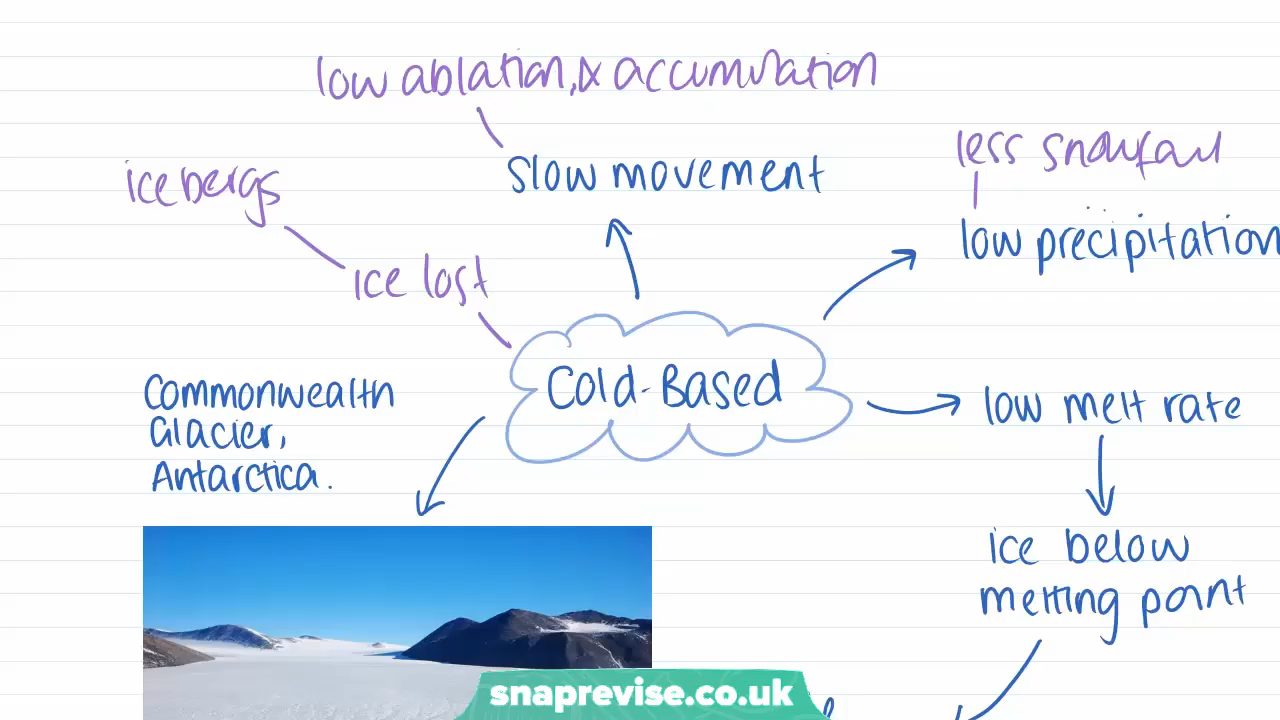 low ablation, & accumulation
slow movement
less snowfall
low precipitation
icebergs
ice lost
Cold-Based
Commonwealth
Glacier,
Antarctica.
low melt rate
ice below
melting point
snaprevise.co.uk